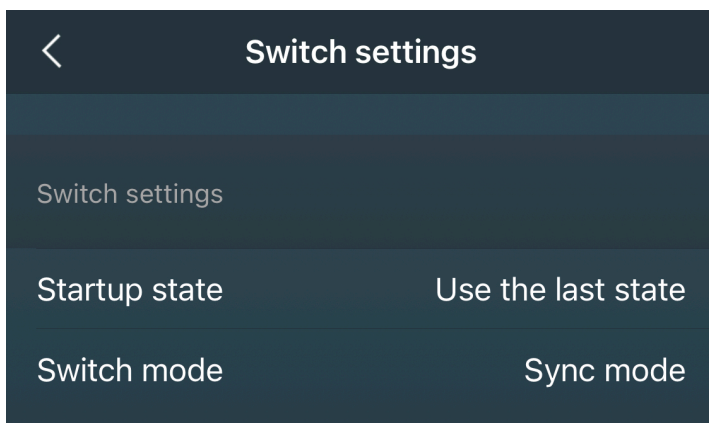 Switch settings
Switch settings
Startup state Use the last state
Switch mode Sync mode